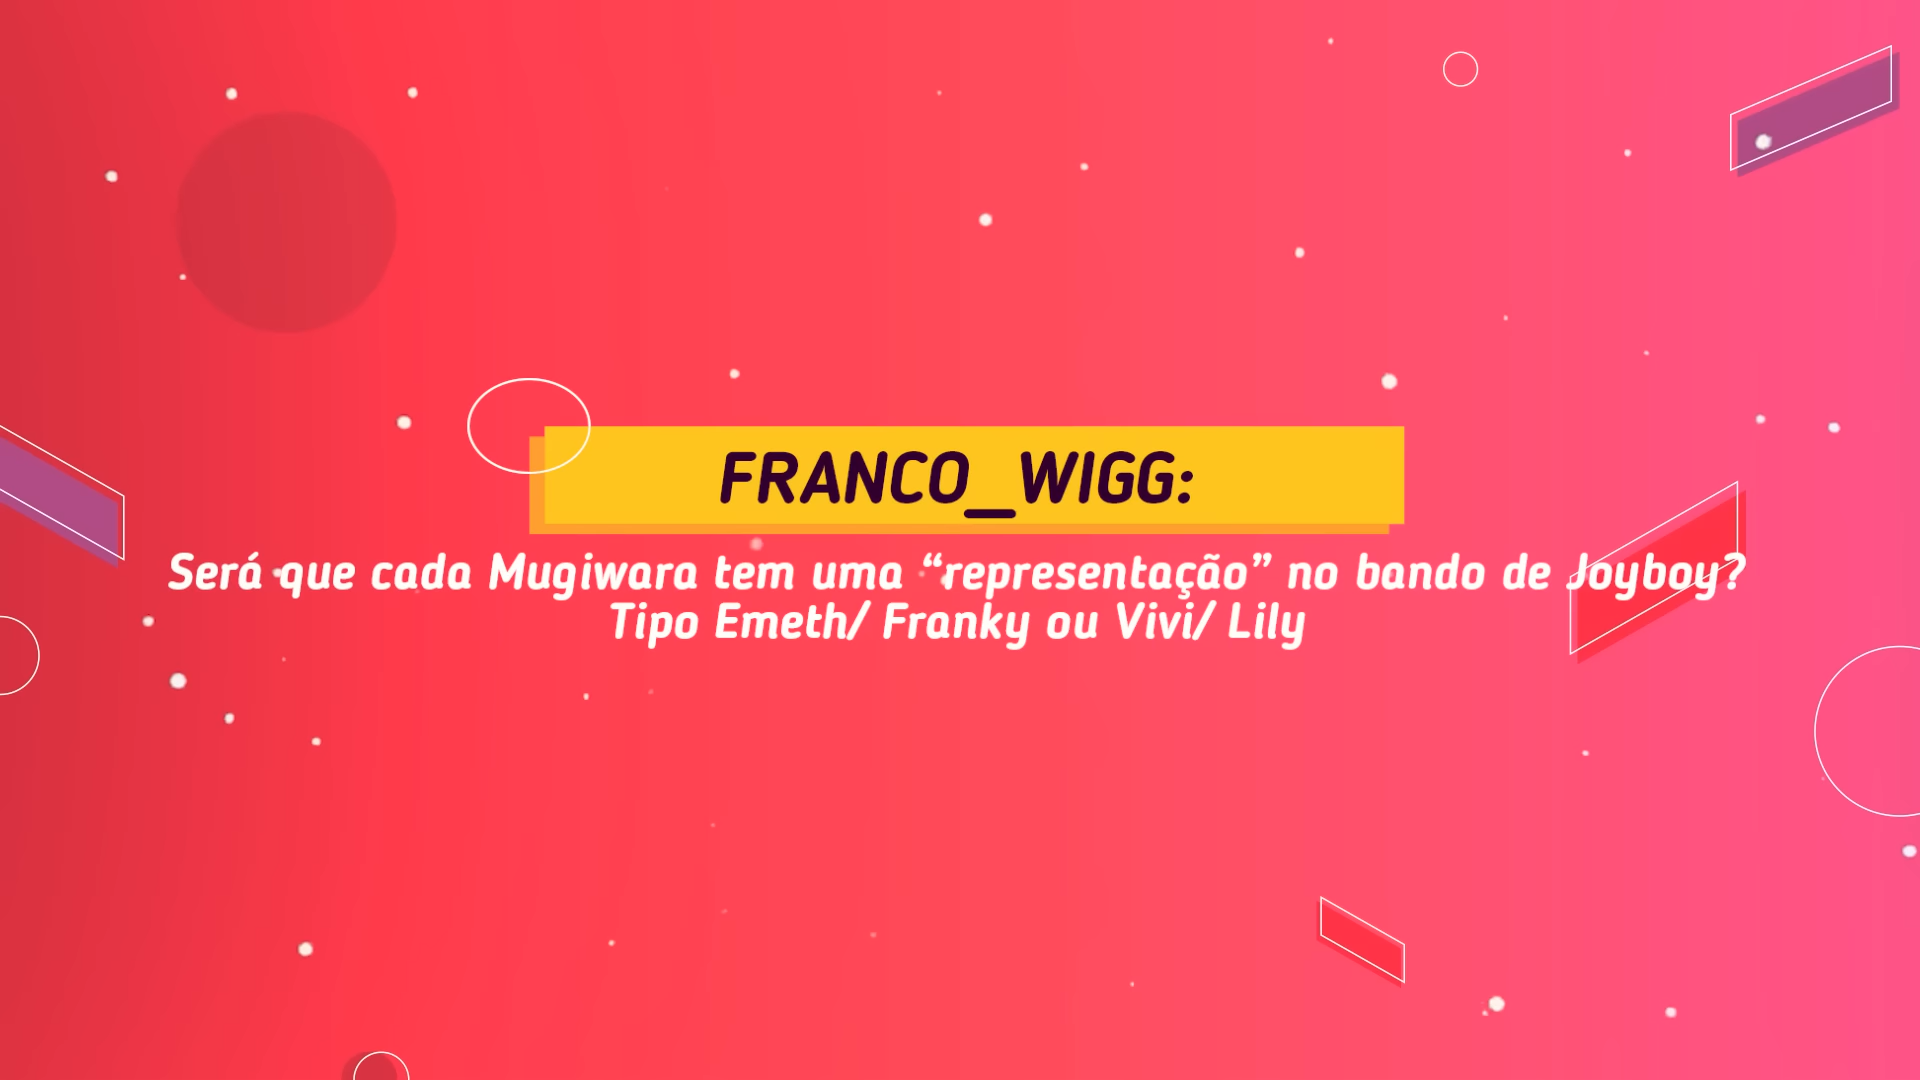 FRANCO_WIGG:
Será que cada Mugiwara tem uma “representação” no bando de Joyboy?
Tipo Emeth/ Franky ou Vivi/ Lily